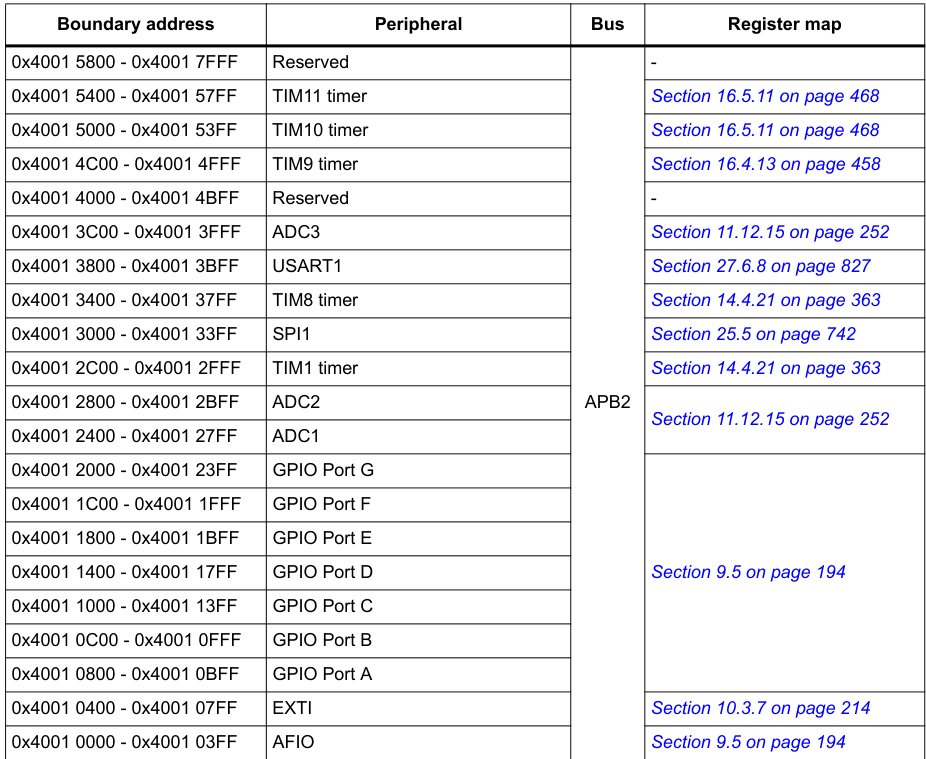 Boundary address Peripheral Bus Register map
0x4001 5800 - 0x4001 7FFF Reserved -
0x4001 5400 - 0x4001 57FF TIM11 timer Section 16.5.11 on page 468
0x4001 5000 - 0x4001 53FF TIM10 timer Section 16.5.11 on page 468
0x4001 4C00 - 0x4001 4FFF TIM9 timer Section 16.4.13 on page 458
0x4001 4000 - 0x4001 4BFF Reserved -
0x4001 3C00 - 0x4001 3FFF ADC3 Section 11.12.15 on page 252
0x4001 3800 - 0x4001 3BFF USART1 Section 27.6.8 on page 827
0x4001 3400 - 0x4001 37FF TIM8 timer Section 14.4.21 on page 363
0x4001 3000 - 0x4001 33FF SPI1 Section 25.5 on page 742
0x4001 2C00 - 0x4001 2FFF TIM1 timer Section 14.4.21 on page 363
0x4001 2800 - 0x4001 2BFF ADC2 APB2 Section 11.12.15 on page 252
0x4001 2400 - 0x4001 27FF ADC1
0x4001 2000 - 0x4001 23FF GPIO Port G
0x4001 1C00 - 0x4001 1FFF GPIO Port F
0x4001 1800 - 0x4001 1BFF GPIO Port E
0x4001 1400 - 0x4001 17FF GPIO Port D Section 9.5 on page 194
0x4001 1000 - 0x4001 13FF GPIO Port C
0x4001 0C00 - 0x4001 0FFF GPIO Port B
0x4001 0800 - 0x4001 0BFF GPIO Port A
0x4001 0400 - 0x4001 07FF EXTI Section 10.3.7 on page 214
0x4001 0000 - 0x4001 03FF AFIO Section 9.5 on page 194